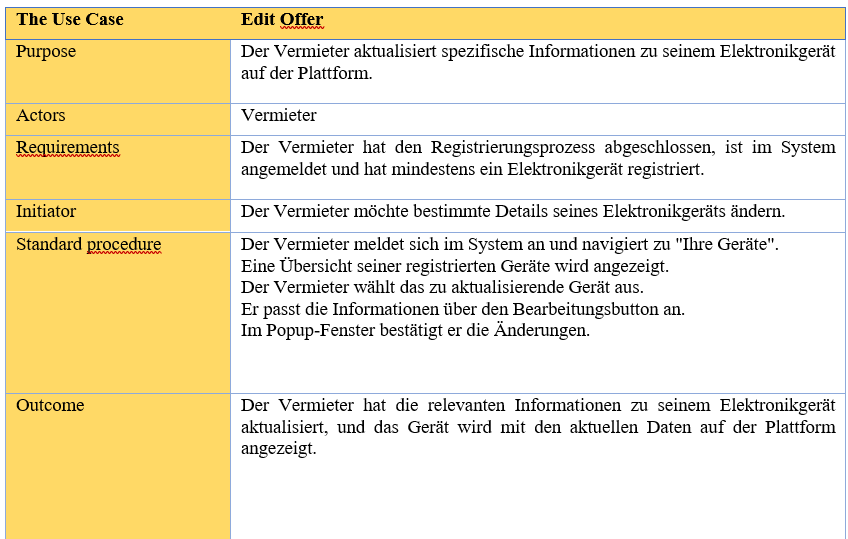 The Use Case Edit Offer
Purpose Der Vermieter aktualisiert spezifische Informationen zu seinem Elektronikgerät
auf der Plattform.
Actors Vermieter
Requirements Der Vermieter hat den Registrierungsprozess abgeschlossen, ist im System
angemeldet und hat mindestens ein Elektronikgerät registriert.
Initiator Der Vermieter möchte bestimmte Details seines Elektronikgeräts ändern.
Standard procedure Der Vermieter meldet sich im System an und navigiert zu "Ihre Geräte".
Eine Übersicht seiner registrierten Geräte wird angezeigt.
Der Vermieter wählt das zu aktualisierende Gerät aus.
Er passt die Informationen über den Bearbeitungsbutton an.
Im Popup-Fenster bestätigt er die Änderungen.
Outcome Der Vermieter hat die relevanten Informationen zu seinem Elektronikgerät
aktualisiert, und das Gerät wird mit den aktuellen Daten auf der Plattform
angezeigt.